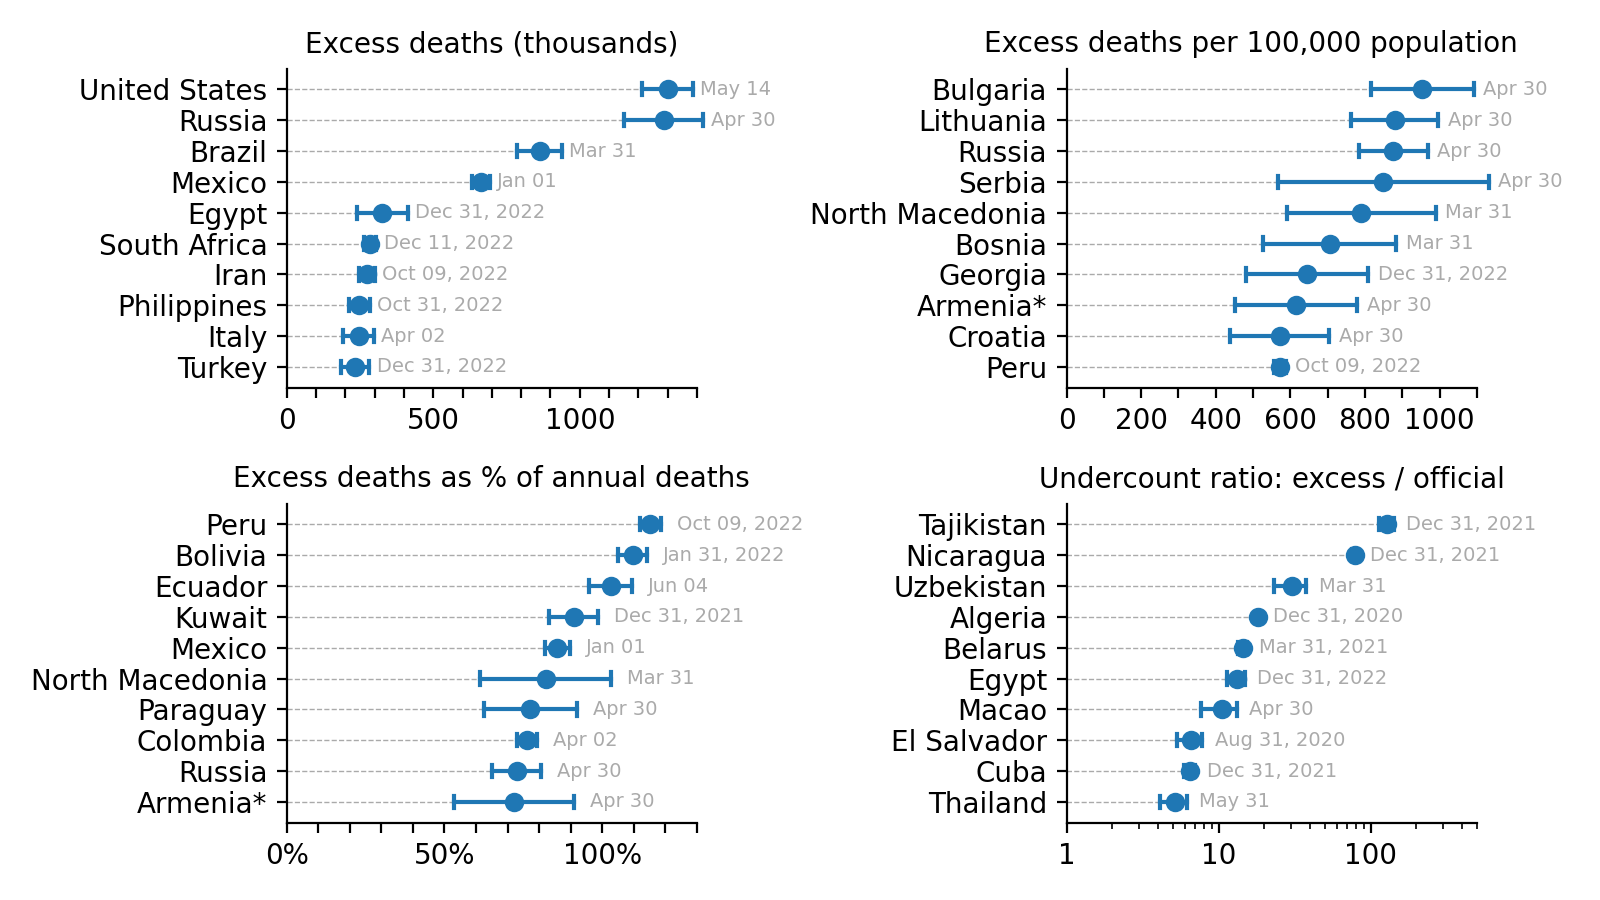 Excess deaths (thousands)
United States May 14
Russia Apr 30
Brazil Mar 31
Mexico Jan 01
Egypt Dec 31, 2022
South Africa Dec 11, 2022
Iran Oct 09, 2022
Philippines Oct 31, 2022
Italy Apr 02
Turkey Dec 31, 2022
0 500 1000
Excess deaths per 100,000 population
Bulgaria Apr 30
Lithuania Apr 30
Russia Apr 30
Serbia Apr 30
North Macedonia Mar 31
Bosnia Mar 31
Georgia Dec 31, 2022
Armenia* Apr 30
Croatia Apr 30
Peru Oct 09, 2022
0 200 400 600 800 1000
Excess deaths as % of annual deaths
Peru Oct 09, 2022
Bolivia Jan 31, 2022
Ecuador Jun 04
Kuwait Dec 31, 2021
Mexico Jan 01
North Macedonia Mar 31
Paraguay Apr 30
Colombia Apr 02
Russia Apr 30
Armenia* Apr 30
0% 50% 100%
Undercount ratio: excess / official
Tajikistan Dec 31, 2021
Nicaragua Dec 31, 2021
Uzbekistan Mar 31
Algeria Dec 31, 2020
Belarus Mar 31, 2021
Egypt Dec 31, 2022
Macao Apr 30
El Salvador Aug 31, 2020
Cuba Dec 31, 2021
Thailand May 31
1 10 100